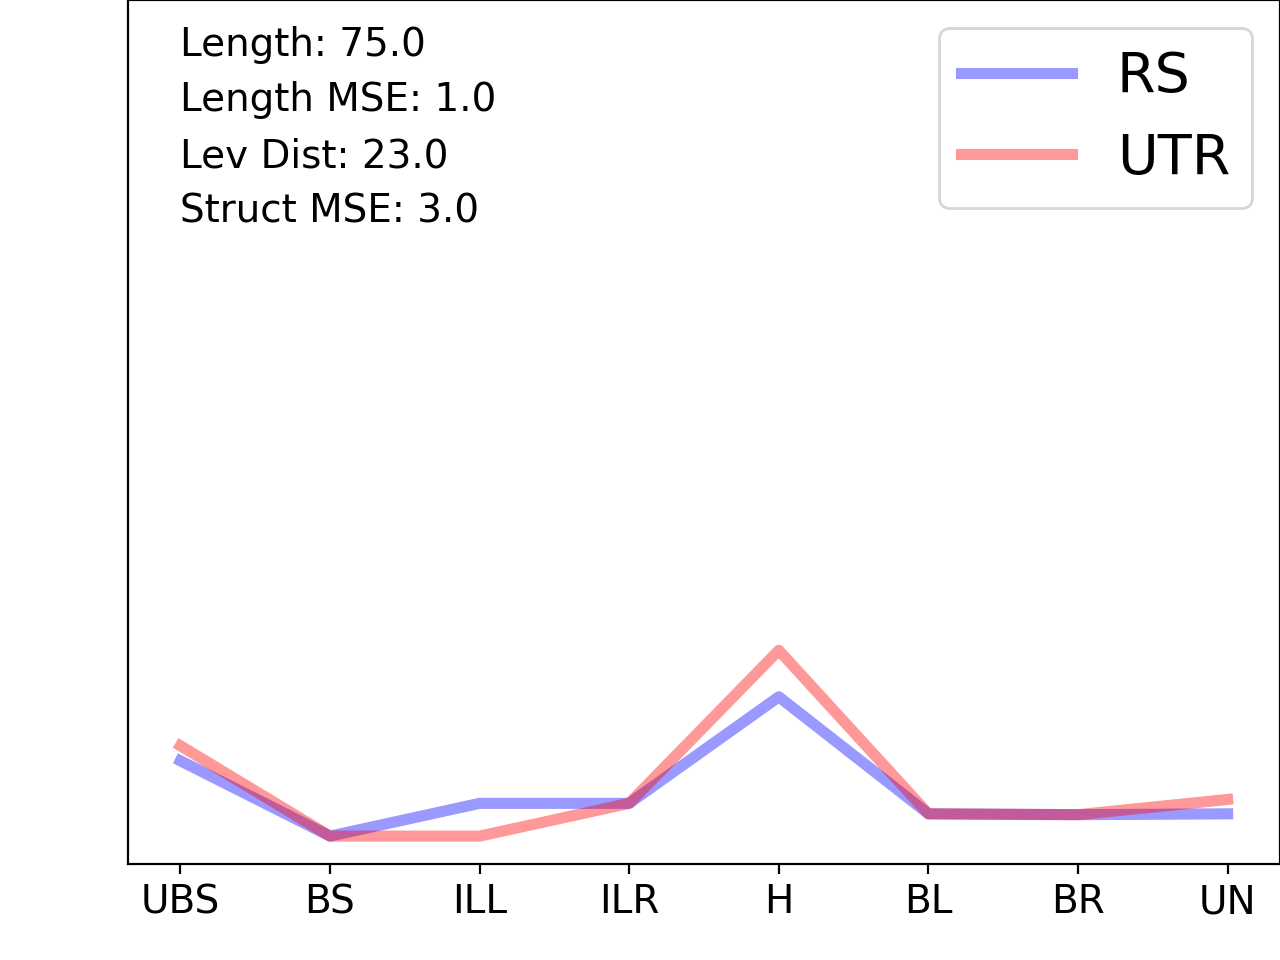 Length: 75.0
Length MSE: 1.0
Lev Dist: 23.0
Struct MSE: 3.0
RS
UTR
UBS BS ILL ILR H BL BR UN